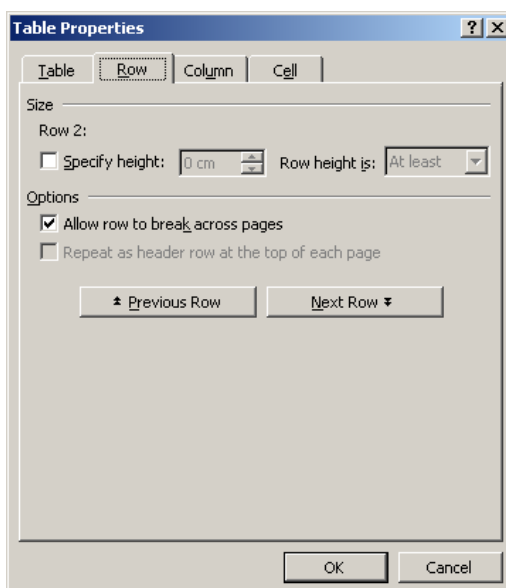 Table Properties
Table Row Column Cell
Size
Row 2:
Specify height: 0 cm Row height is: At least
Options
Allow row to break across pages
Repeat as header row at the top of each page
Previous Row Next Row
OK Cancel